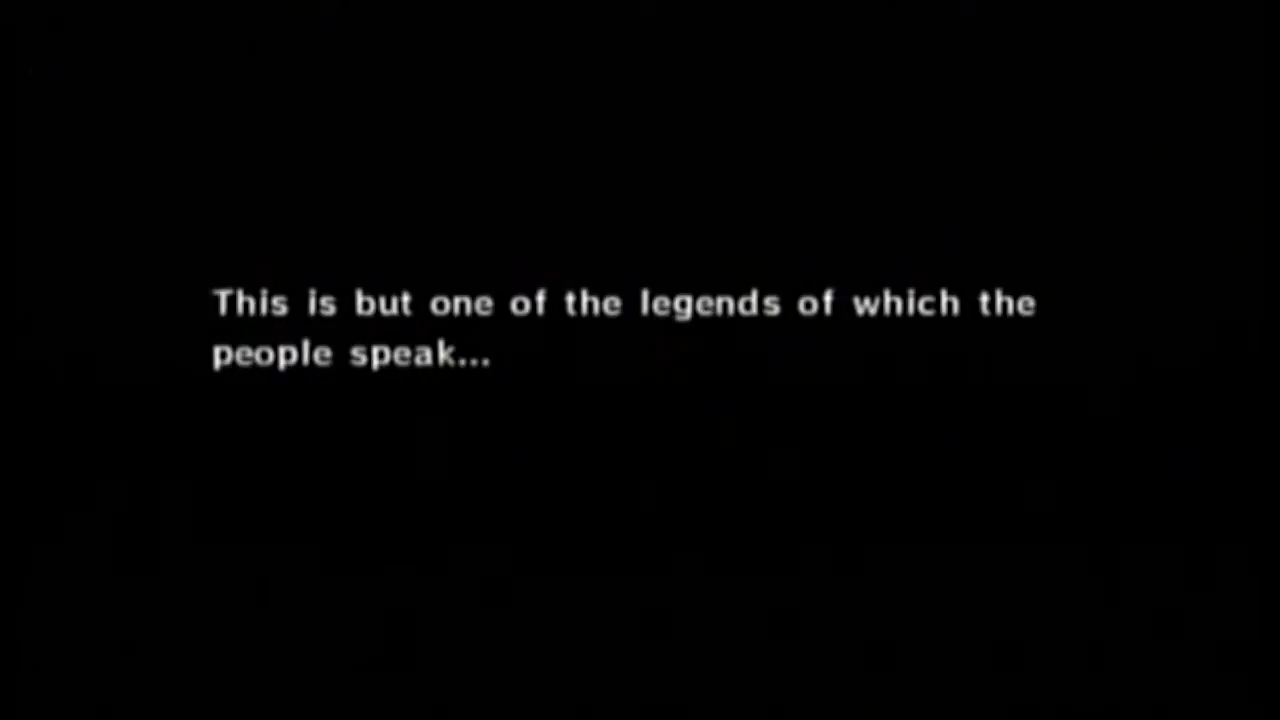 This is but one of the legends of which the
people speak...